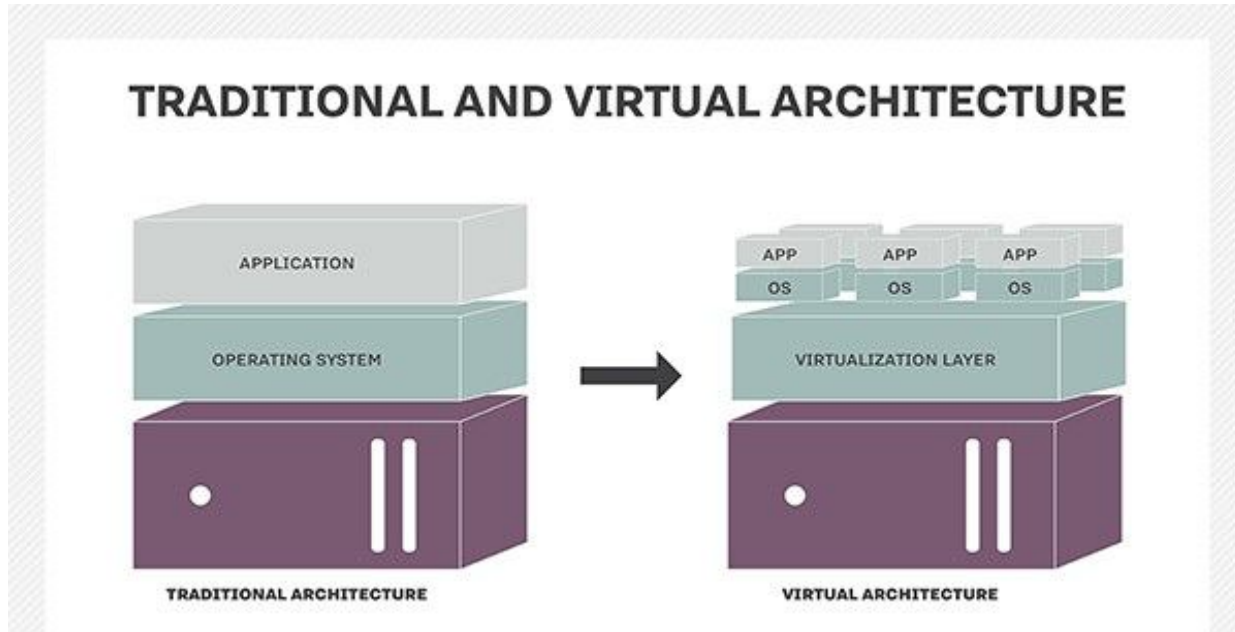 TRADITIONAL AND VIRTUAL ARCHITECTURE
APPLICATION
OPERATING SYSTEM
TRADITIONAL ARCHITECTURE
APP APP APP
OS OS OS
VIRTUALIZATION LAYER
VIRTUAL ARCHITECTURE